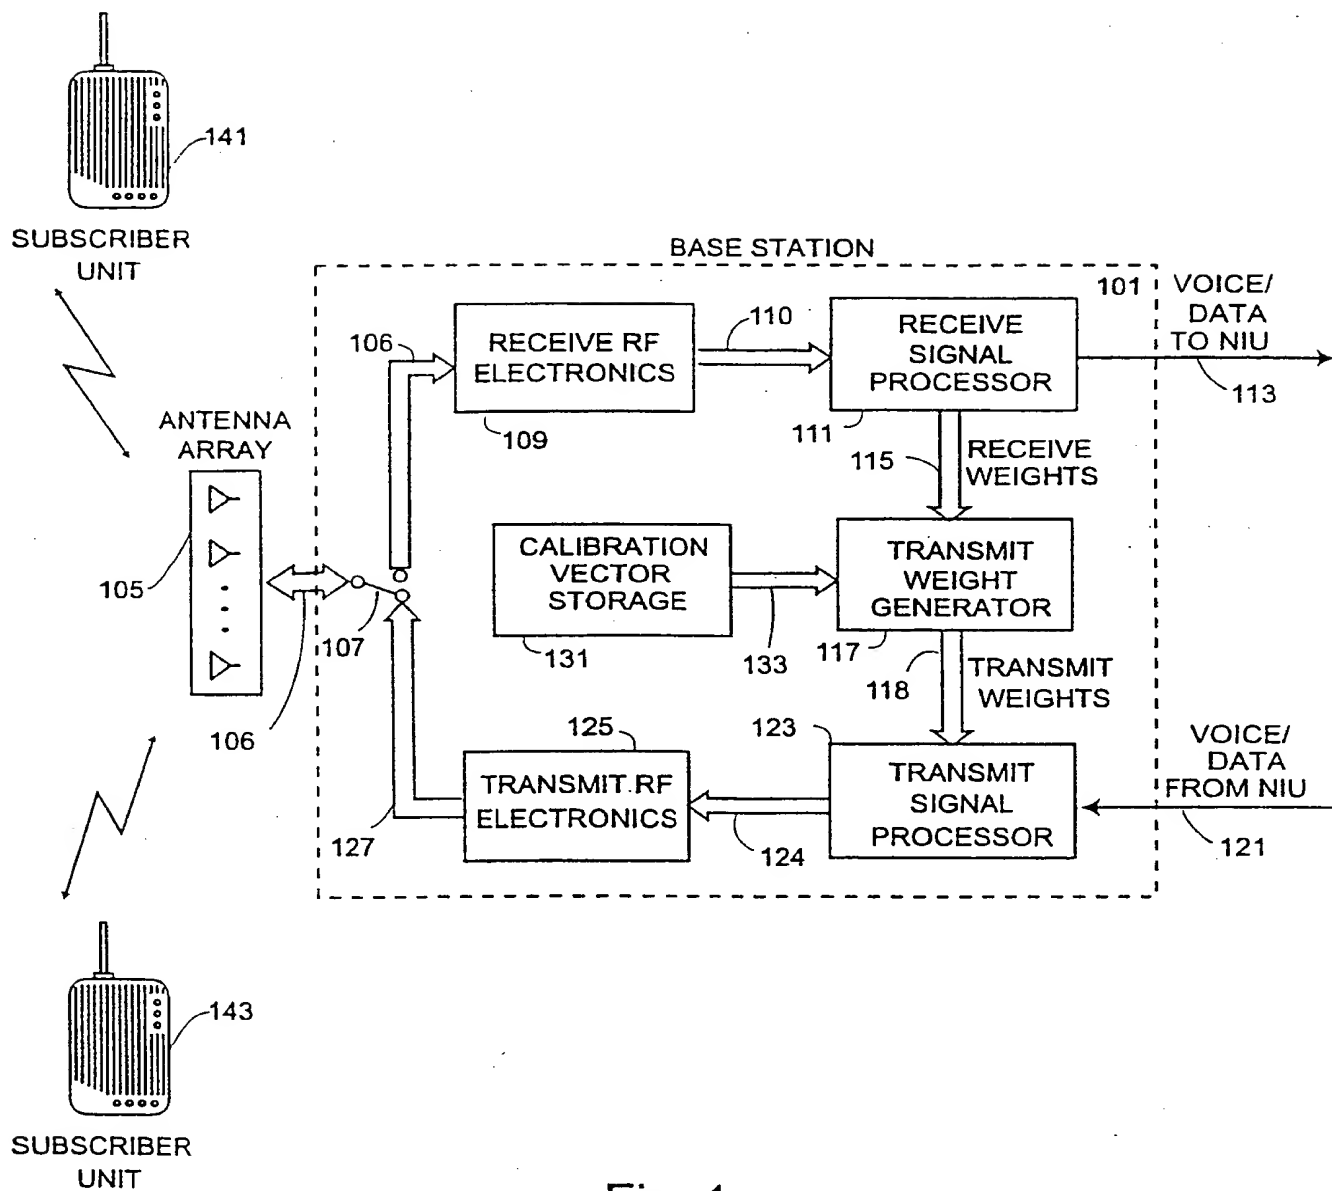 141
SUBSCRIBER
UNIT
BASE STATION
101
VOICE/
DATA
TO NIU
113
106
RECEIVE RF
ELECTRONICS
109
110
RECEIVE
SIGNAL
PROCESSOR
111
ANTENNA
ARRAY
105
106
107
115
RECEIVE
WEIGHTS
CALIBRATION
VECTOR
STORAGE
131
133
TRANSMIT
WEIGHT
GENERATOR
117
118
TRANSMIT
WEIGHTS
125
TRANSMIT.RF
ELECTRONICS
127
124
123
TRANSMIT
SIGNAL
PROCESSOR
VOICE/
DATA
FROM NIU
121
143
SUBSCRIBER
UNIT